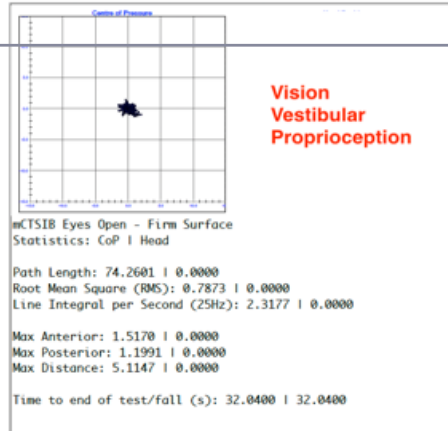 Centre of Pressure
Vision
Vestibular
Proprioception
mCTSIB Eyes Open - Firm Surface
Statistics: CoP | Head
Path Length: 74.2601 | 0.0000
Root Mean Square (RMS): 0.7873 | 0.0000
Line Integral per Second (25Hz): 2.3177 | 0.0000
Max Anterior: 1.5170 | 0.0000
Max Posterior: 1.1991 | 0.0000
Max Distance: 5.1147 | 0.0000
Time to end of test/fall (s): 32.0400 | 32.0400